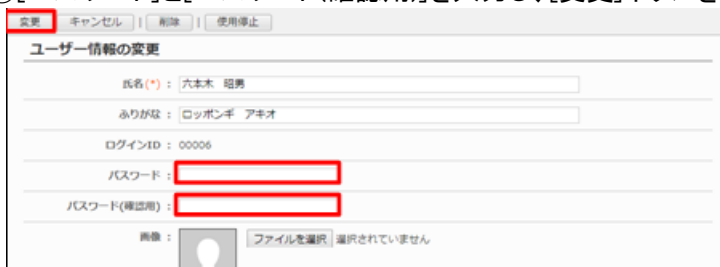 変更 キャンセル | 削除 | 使用停止
ユーザー情報の変更
氏名(*) : 六本木 昭男
ふりがな : ロッポンギ アキオ
ログインID : 00006
パスワード :
パスワード(確認用) :
画像 : ファイルを選択 選択されていません